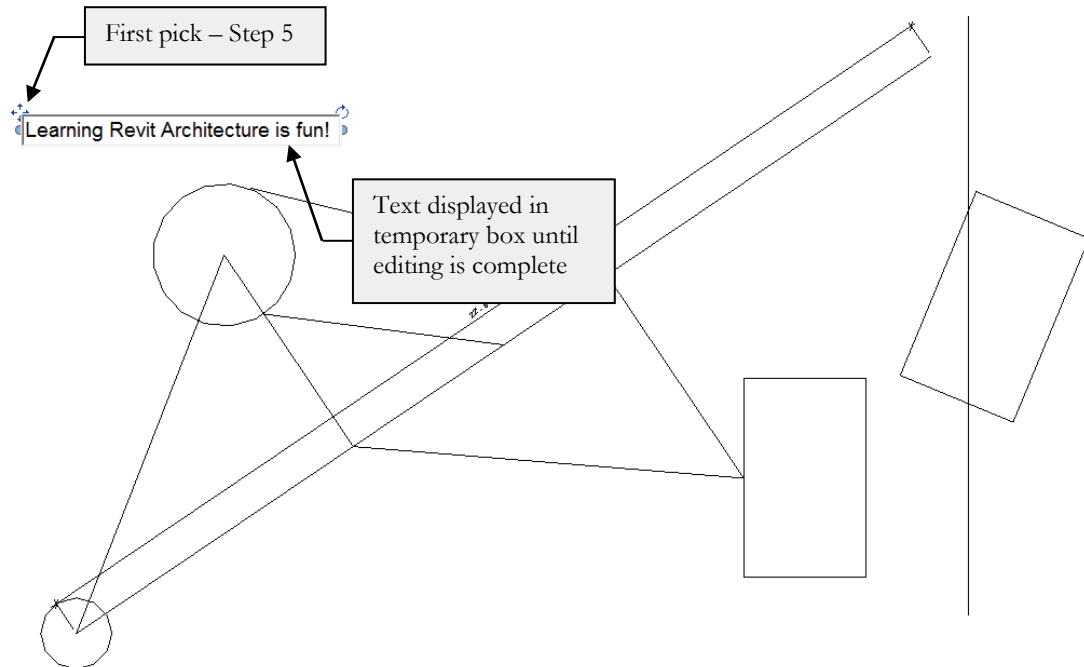 First pick – Step 5
Learning Revit Architecture is fun!
Text displayed in
temporary box until
editing is complete